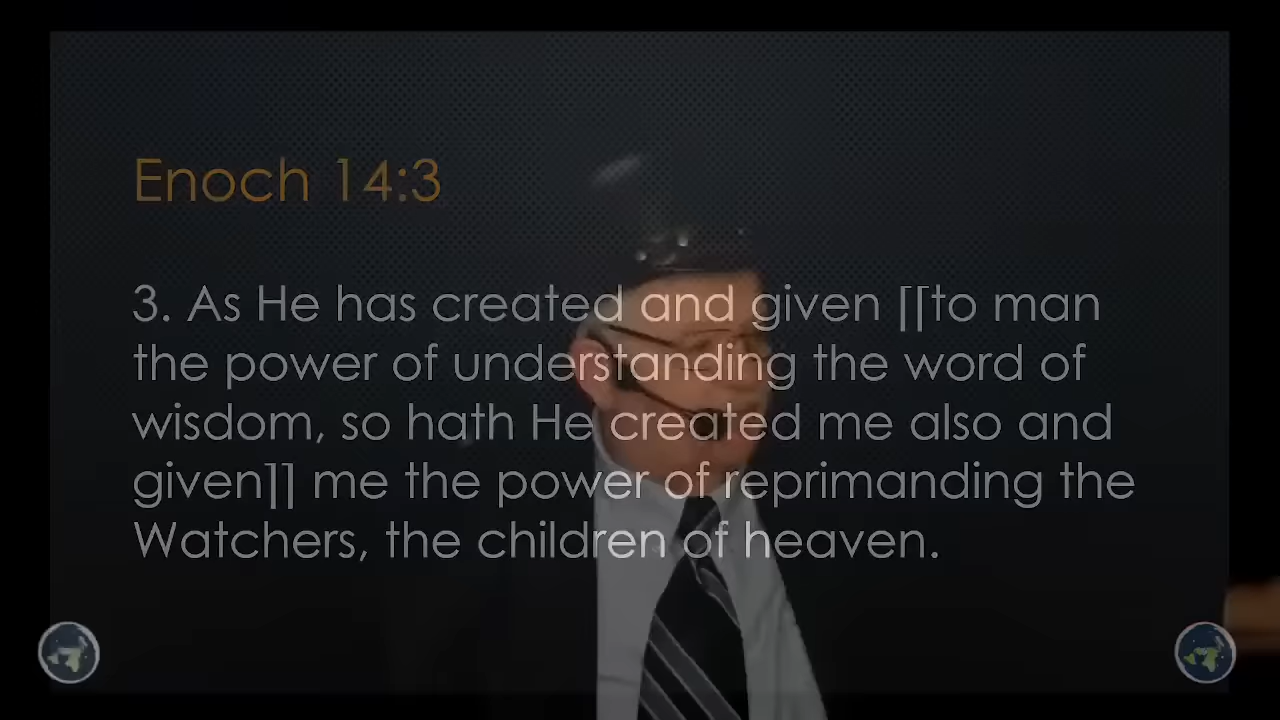 Enoch 14:3
3. As He has created and given [[to man
the power of understanding the word of
wisdom, so hath He created me also and
given]] me the power of reprimanding the
Watchers, the children of heaven.